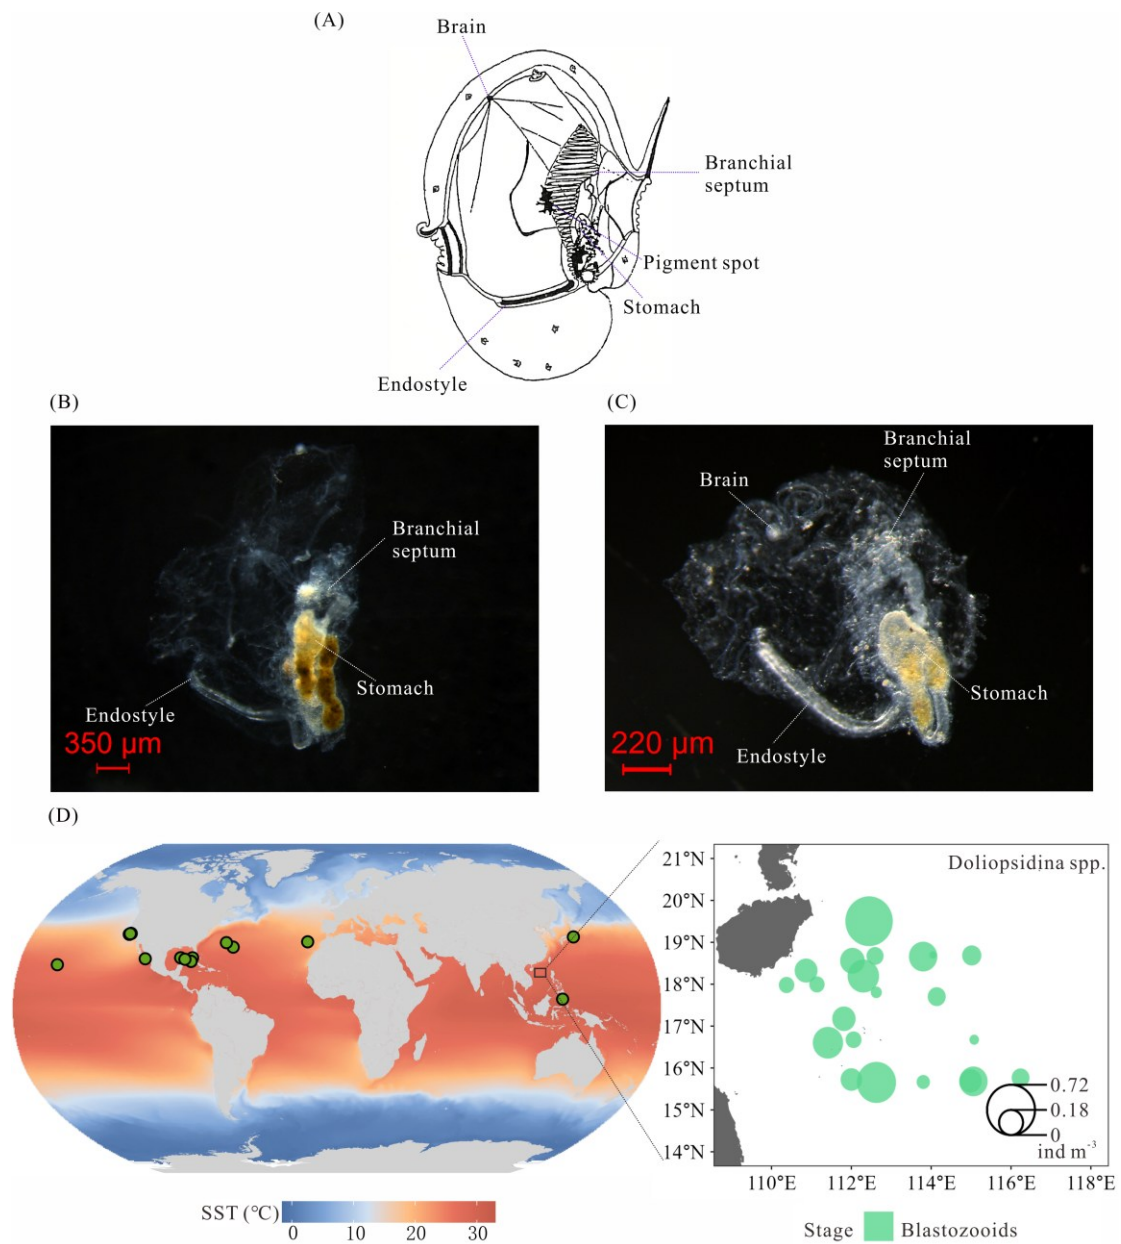 (A)
Brain
Branchial
septum
Pigment spot
Stomach
Endostyle
(B)
(C)
Branchial
septum
Stomach
Endostyle
350 μm
Branchial
septum
Brain
Stomach
Endostyle
220 μm
(D)
21°N
20°N
19°N
18°N
17°N
16°N
15°N
14°N
Doliopsidina spp.
0.72
0.18
0
ind m⁻³
110°E
112°E
114°E
116°E
118°E
SST (°C)
0
10
20
30
Stage
Blastozooids